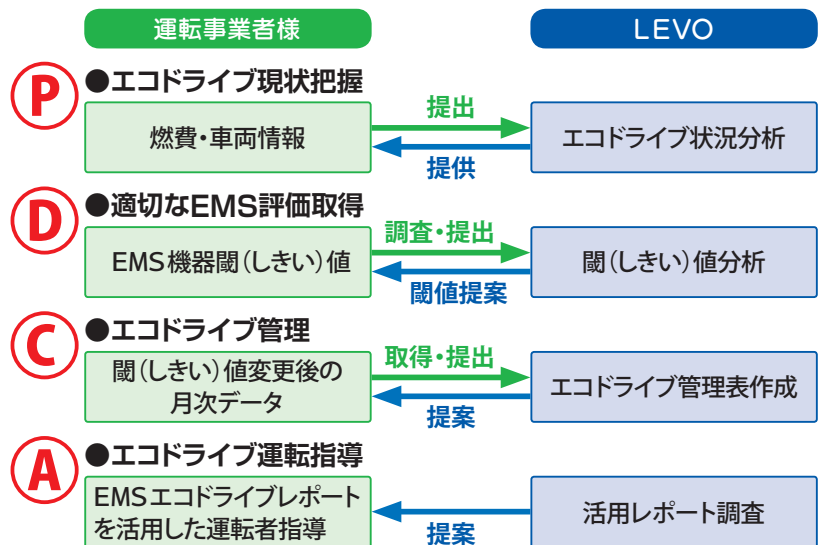 運転事業者様
LEVO
P
●エコドライブ現状把握
燃費・車両情報
提出
提供
エコドライブ状況分析
D
●適切なEMS評価取得
EMS機器閾(しきい)値
調査・提出
閾値提案
閾(しきい)値分析
C
●エコドライブ管理
閾(しきい)値変更後の
月次データ
取得・提出
提案
エコドライブ管理表作成
A
●エコドライブ運転指導
EMSエコドライブレポート
を活用した運転者指導
提案
活用レポート調査